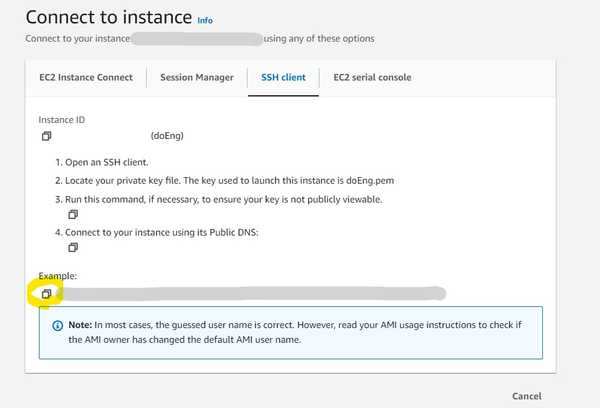 Connect to instance Info
Connect to your instance using any of these options
EC2 Instance Connect Session Manager SSH client EC2 serial console
Instance ID
(doEng)
1. Open an SSH client.
2. Locate your private key file. The key used to launch this instance is doEng.pem
3. Run this command, if necessary, to ensure your key is not publicly viewable.
4. Connect to your instance using its Public DNS:
Example:
Note: In most cases, the guessed user name is correct. However, read your AMI usage instructions to check if
the AMI owner has changed the default AMI user name.
Cancel